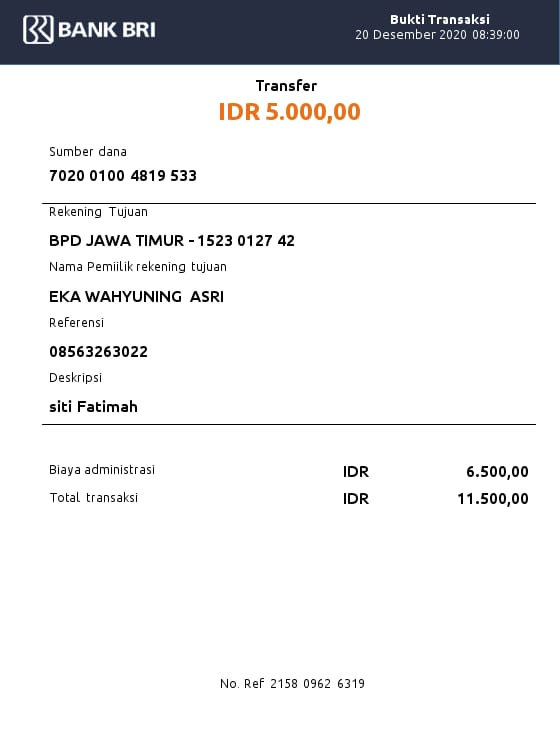 BANK BRI
Bukti Transaksi
20 Desember 2020 08:39:00
Transfer
IDR 5.000,00
Sumber dana
7020 0100 4819 533
Rekening Tujuan
BPD JAWA TIMUR - 1523 0127 42
Nama Pemiilik rekening tujuan
EKA WAHYUNING ASRI
Referensi
08563263022
Deskripsi
siti Fatimah
Biaya administrasi IDR 6.500,00
Total transaksi IDR 11.500,00
No. Ref 2158 0962 6319